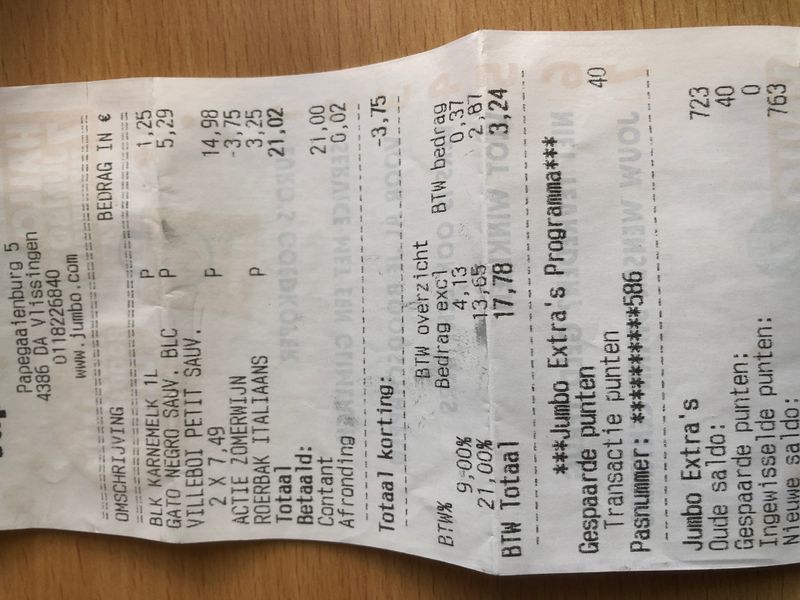 Papegaaienburg 5
4386 DA Vlissingen
0118226840
www.jumbo.com
OMSCHRIJVING BEDRAG IN €
BLK KARNEMELK 1L P 1,25
GATO NEGRO SAUV. BLC P 5,29
VILLEBOI PETIT SAUV.
2 X 7,49 P 14,98
ACTIE ZOMERWIJN -3,75
ROERBAK ITALIAANS P 3,25
Totaal 21,02
Betaald:
Contant 21,00
Afronding 0,02
Totaal korting: -3,75
BTW overzicht
BTW% Bedrag excl BTW bedrag
9,00% 4,13 0,37
21,00% 13,65 2,87
BTW Totaal 17,78 3,24
***Jumbo Extra's Programma***
Gespaarde punten
Transactie punten 40
Pasnummer: **********586
Jumbo Extra's
Oude saldo: 723
Gespaarde punten: 40
Ingewisselde punten: 0
Nieuwe saldo: 763